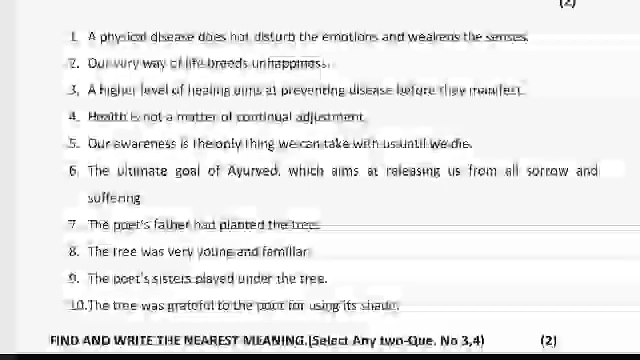 (2)
1. A physical disease does not disturb the emotions and weakens the senses.
2. Our very way of life breeds unhappiness.
3. A higher level of healing aims at preventing disease before they manifest.
4. Health is not a matter of continual adjustment.
5. Our awareness is the only thing we can take with us until we die.
6. The ultimate goal of Ayurved, which aims at releasing us from all sorrow and
suffering
7. The poet's father had planted the tree.
8. The tree was very young and familiar
9. The poet's sisters played under the tree.
10.The tree was grateful to the poet for using its shade.
FIND AND WRITE THE NEAREST MEANING.(Select Any two-Que. No 3,4) (2)